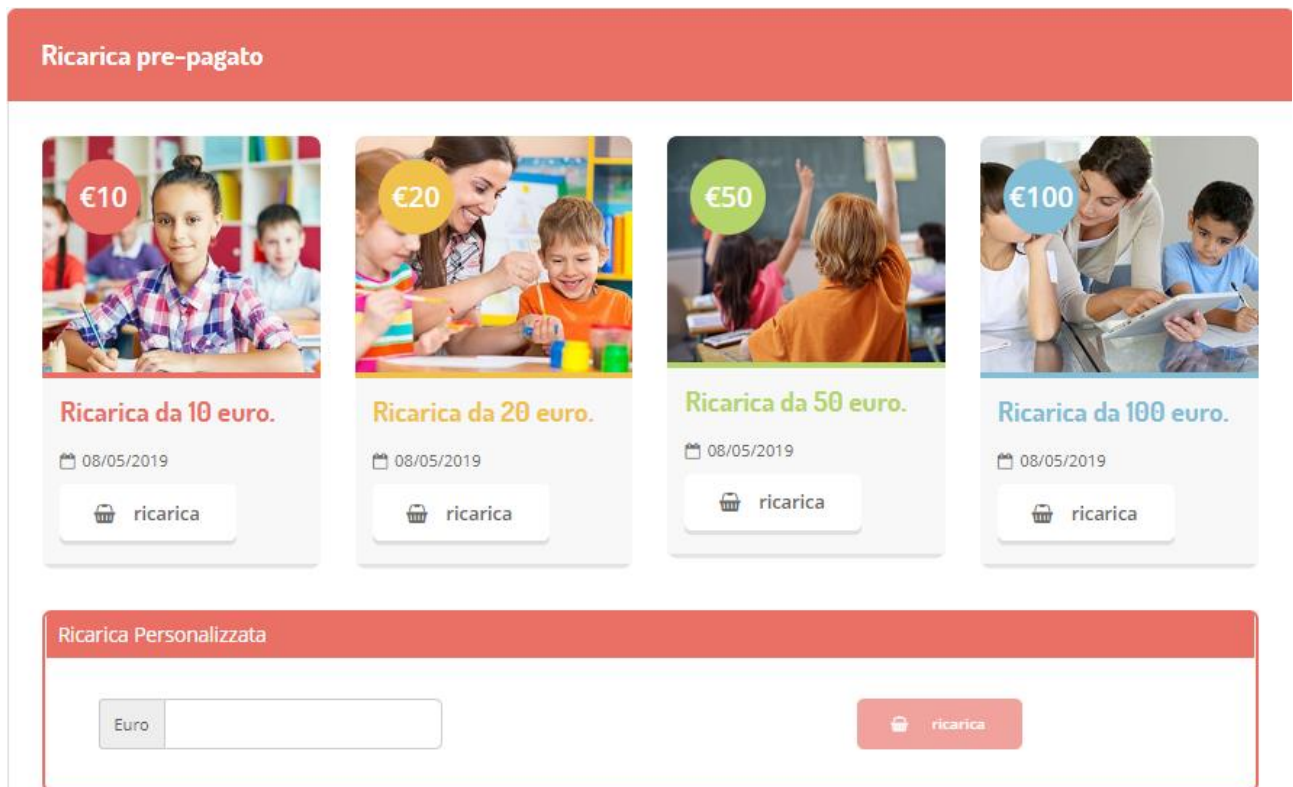 Ricarica pre-pagato
€10
€20
€50
€100
Ricarica da 10 euro.
Ricarica da 20 euro.
Ricarica da 50 euro.
Ricarica da 100 euro.
08/05/2019
08/05/2019
08/05/2019
08/05/2019
ricarica
ricarica
ricarica
ricarica
Ricarica Personalizzata
Euro
ricarica